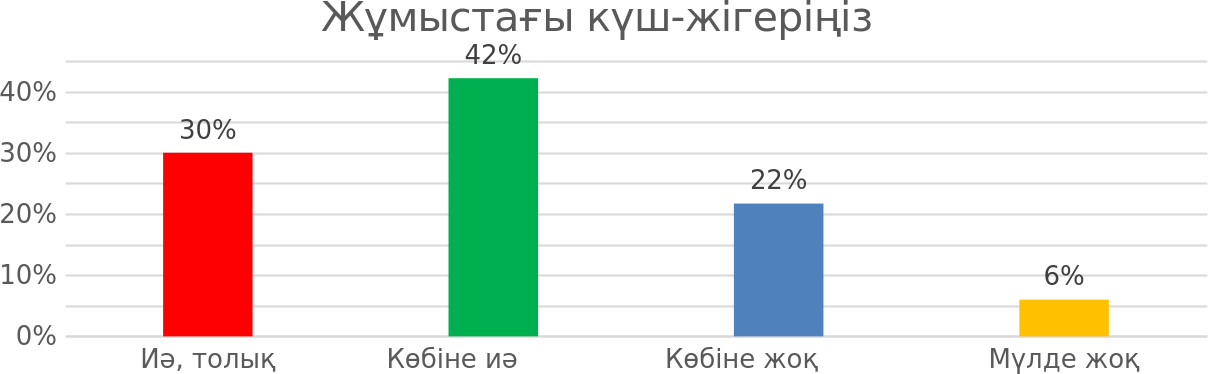 Жұмыстағы күш-жігеріңіз
42%
40%
30%
30%
22%
20%
10%
6%
0%
Иә, толық
Көбіне иә
Көбіне жоқ
Мүлде жоқ